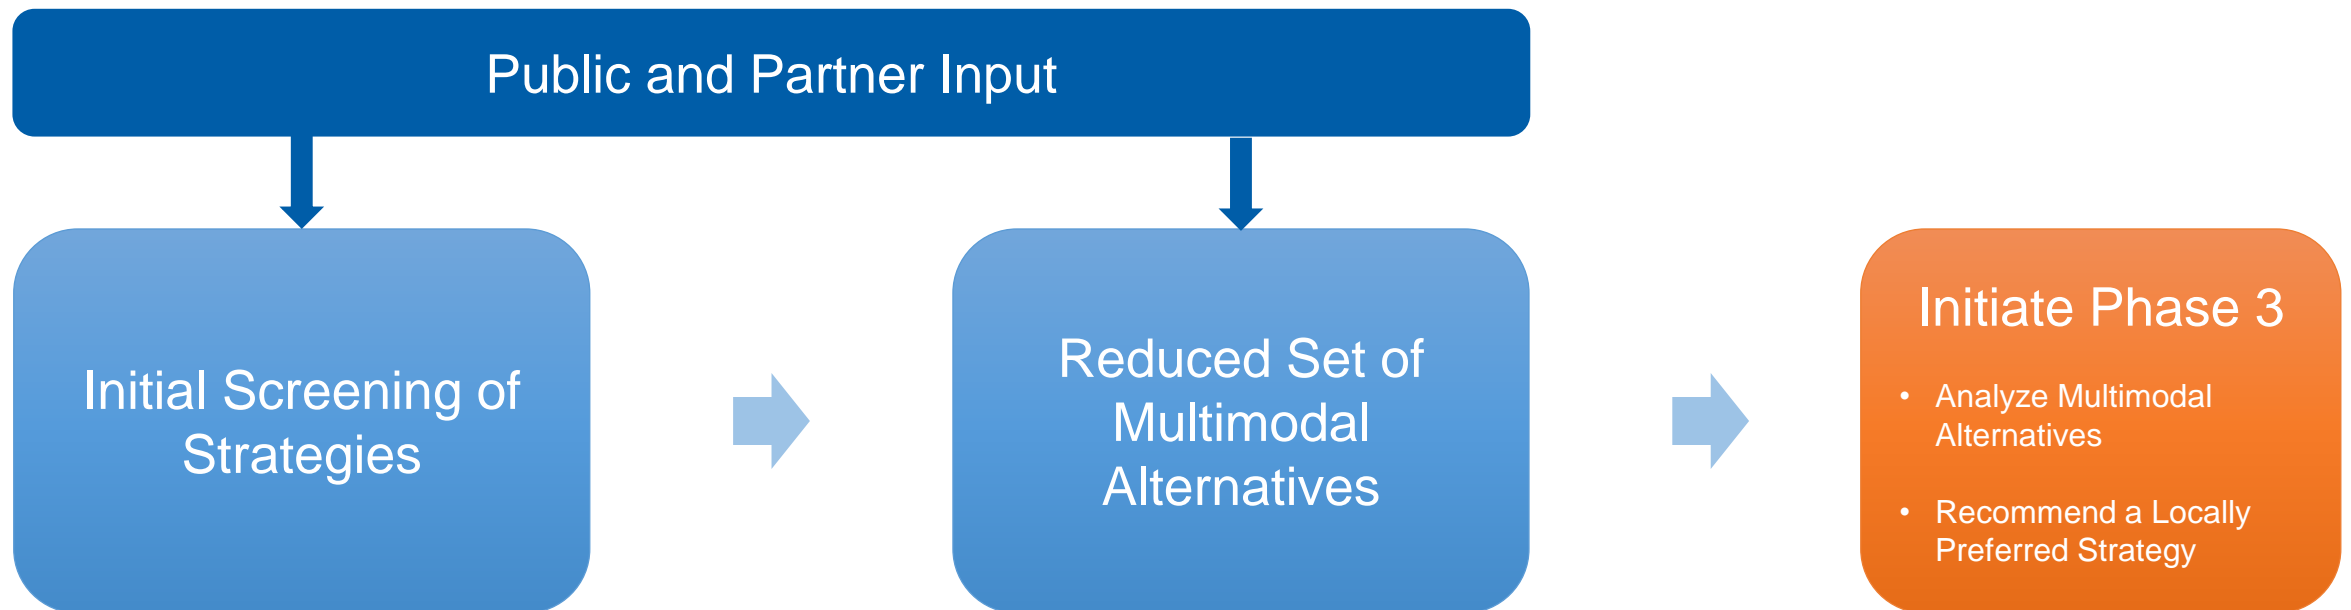 Public and Partner Input
Initial Screening of
Strategies
Reduced Set of
Multimodal
Alternatives
Initiate Phase 3
• Analyze Multimodal
Alternatives
• Recommend a Locally
Preferred Strategy